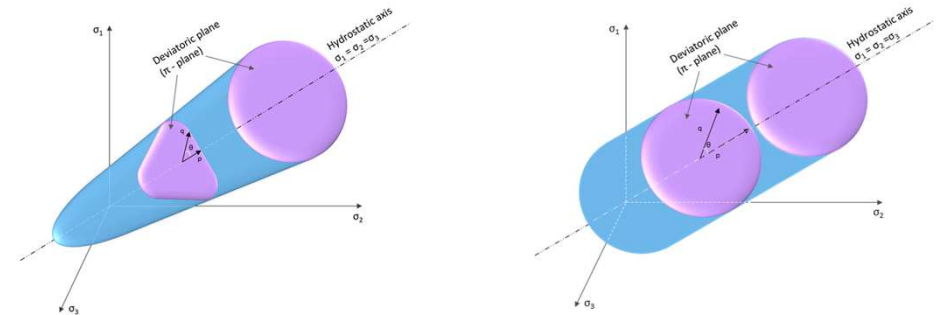 σ₁
Deviatoric plane
(π - plane)
Hydrostatic axis
σ₁ = σ₂ =σ₃
q
θ
p
σ₂
σ₃
σ₁
Deviatoric plane
(π - plane)
Hydrostatic axis
σ₁ = σ₂ =σ₃
q
θ
p
σ₂
σ₃